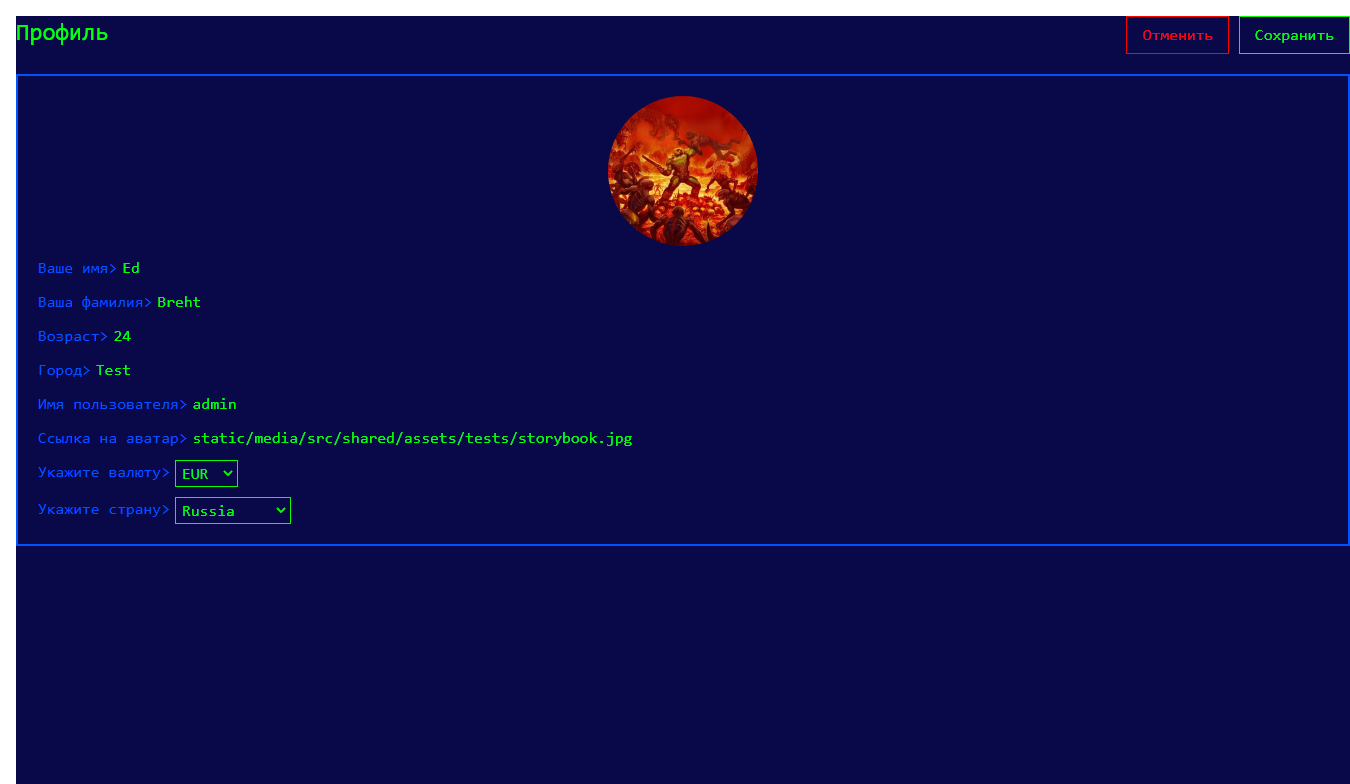 Профиль
Отменить
Сохранить
Ваше имя> Ed
Ваша фамилия> Breht
Возраст> 24
Город> Test
Имя пользователя> admin
Ссылка на аватар> static/media/src/shared/assets/tests/storybook.jpg
Укажите валюту> EUR
Укажите страну> Russia